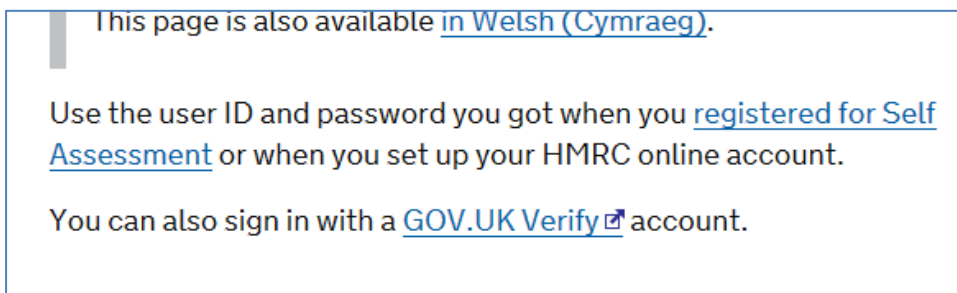 This page is also available in Welsh (Cymraeg).
Use the user ID and password you got when you registered for Self
Assessment or when you set up your HMRC online account.
You can also sign in with a GOV.UK Verify account.